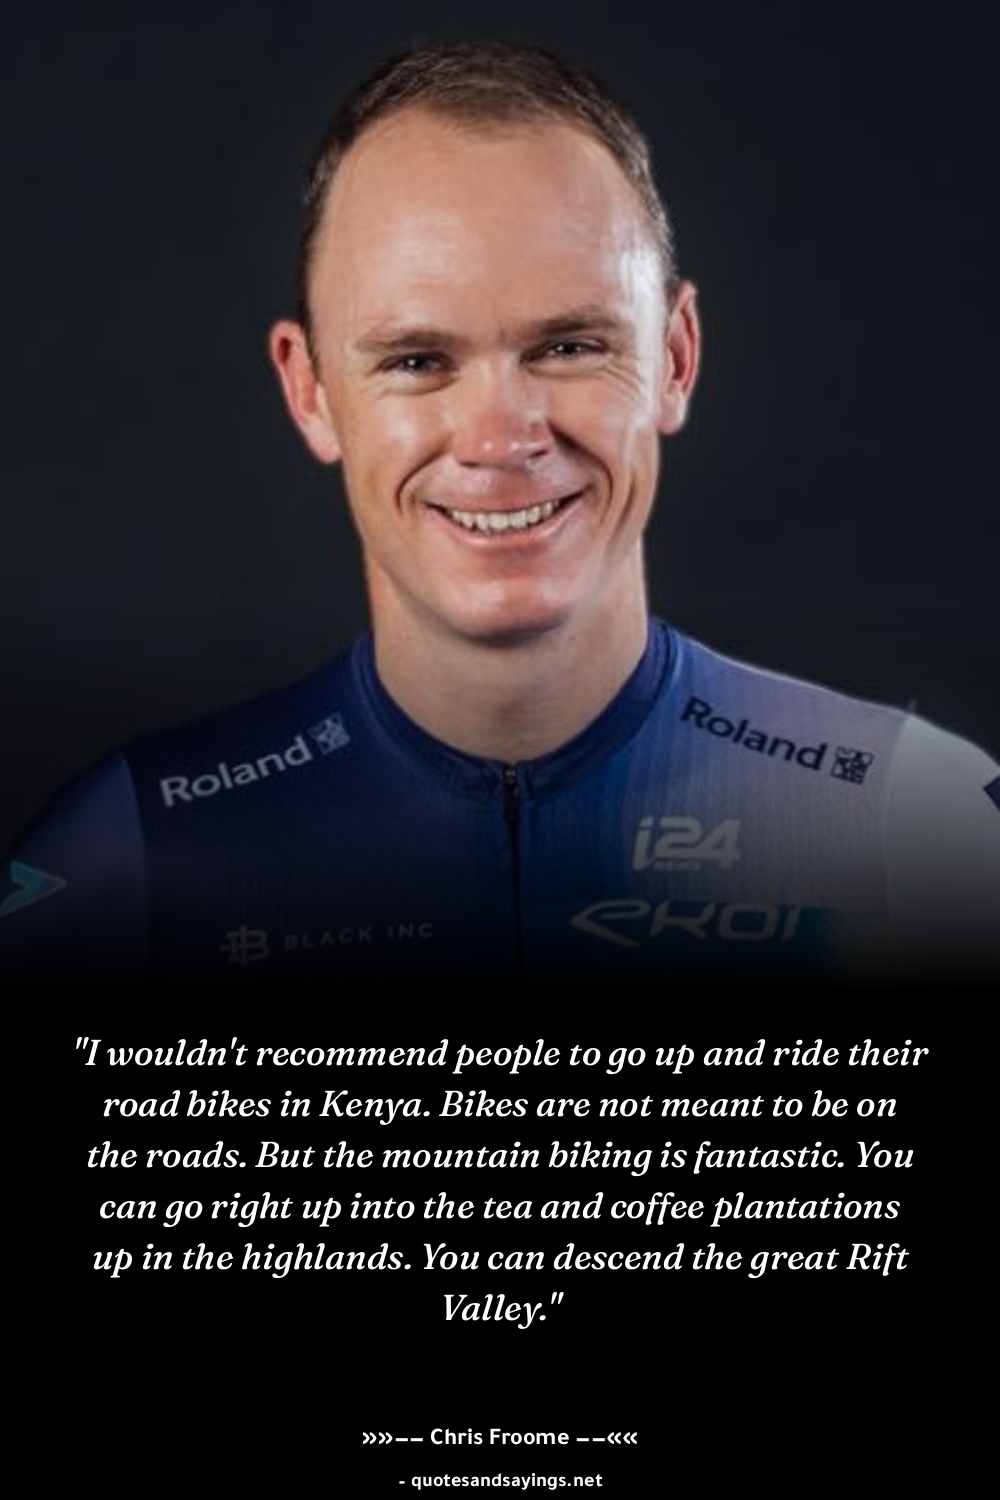 Roland
Roland
i24
NEWS
EKOI
BLACK INC
"I wouldn't recommend people to go up and ride their
road bikes in Kenya. Bikes are not meant to be on
the roads. But the mountain biking is fantastic. You
can go right up into the tea and coffee plantations
up in the highlands. You can descend the great Rift
Valley."
»»−− Chris Froome −−««
- quotesandsayings.net